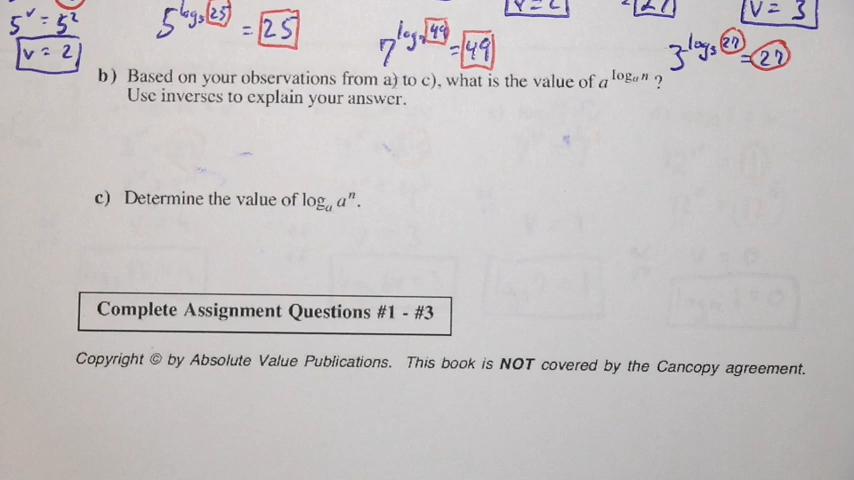 5^v = 5^2
5^log₅ 25 = 25
7^log₇ 49 = 49
3^log₃ 27 = 27
v = 2
v = 3
b) Based on your observations from a) to c), what is the value of a^logₐ n ?
Use inverses to explain your answer.
c) Determine the value of logₐ aⁿ.
Complete Assignment Questions #1 - #3
Copyright © by Absolute Value Publications. This book is NOT covered by the Cancopy agreement.